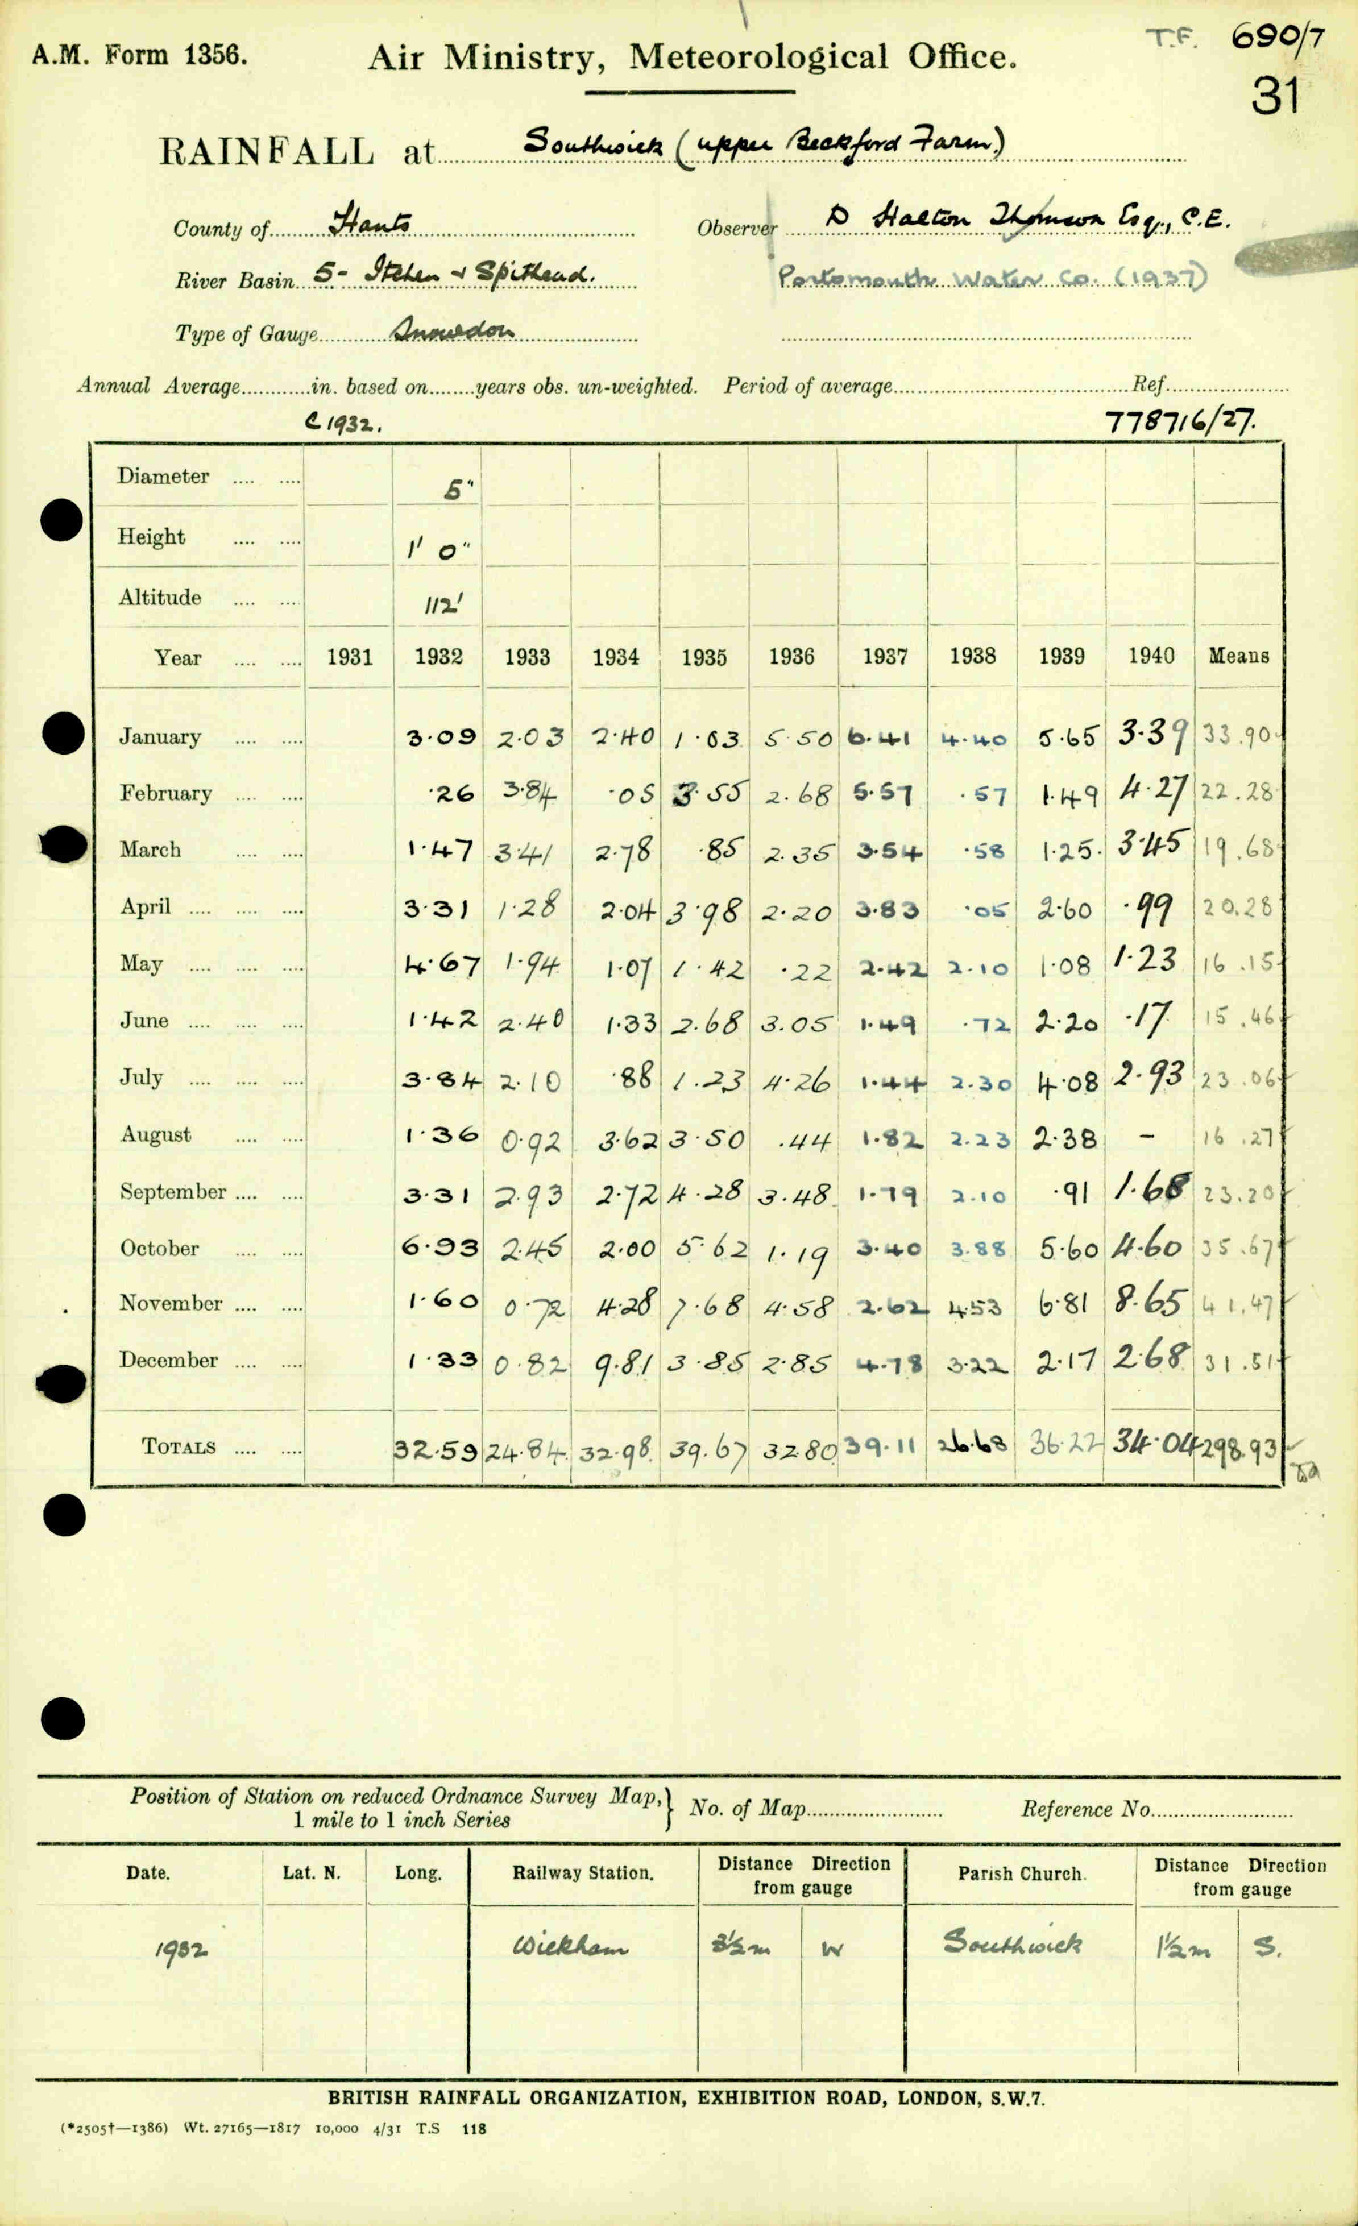 T.F. 690/7
A.M. Form 1356. Air Ministry, Meteorological Office.
31
RAINFALL at Southwick (upper Beckford Farm.)
County of Hants Observer D Halton Thomson Esq., C.E.
River Basin 5- Itchen & Spithead. Portsmouth Water Co. (1937)
Type of Gauge Snowdon
Annual Average............in. based on........years obs. un-weighted. Period of average............Ref............
C 1932. 778716/27.
Diameter .... .... 5"
Height .... .... 1' 0"
Altitude .... .... 112'
Year .... .... 1931 1932 1933 1934 1935 1936 1937 1938 1939 1940 Means
January .... .... 3.09 2.03 2.40 1.03 5.50 6.41 4.40 5.65 3.39 33.90
February .... .... .26 3.84 .05 3.55 2.68 5.57 .57 1.49 4.27 22.28
March .... .... 1.47 3.41 2.78 .85 2.35 3.54 .58 1.25. 3.45 19.68
April .... .... .... 3.31 1.28 2.04 3.98 2.20 3.83 .05 2.60 .99 20.28
May .... .... .... 4.67 1.94 1.07 1.42 .22 2.42 2.10 1.08 1.23 16.15
June .... .... .... 1.42 2.40 1.33 2.68 3.05 1.49 .72 2.20 .17 15.46
July .... .... .... 3.84 2.10 .88 1.23 4.26 1.44 2.30 4.08 2.93 23.06
August .... .... 1.36 0.92 3.62 3.50 .44 1.82 2.23 2.38 – 16.27
September .... .... 3.31 2.93 2.72 4.28 3.48 1.79 2.10 .91 1.68 23.20
October .... .... 6.93 2.45 2.00 5.62 1.19 3.40 3.88 5.60 4.60 35.67
November .... .... 1.60 0.72 4.28 7.68 4.58 2.62 4.53 6.81 8.65 41.47
December .... .... 1.33 0.82 9.81 3.85 2.85 4.78 3.22 2.17 2.68 31.51
TOTALS .... .... 32.59 24.84 32.98 39.67 32.80 39.11 26.68 36.22 34.04 298.93
Position of Station on reduced Ordnance Survey Map,
1 mile to 1 inch Series
No. of Map............ Reference No............
Date. Lat. N. Long. Railway Station. Distance Direction from gauge Parish Church. Distance Direction from gauge
1932 Wickham 3½m W Southwick 1½m S.
BRITISH RAINFALL ORGANIZATION, EXHIBITION ROAD, LONDON, S.W.7.
(*2505†—1386) Wt. 27165—1817 10,000 4/31 T.S 118